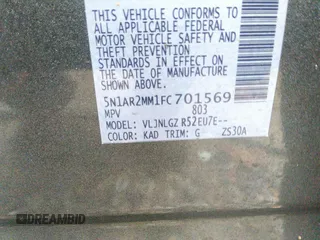 THIS VEHICLE CONFORMS TO
ALL APPLICABLE FEDERAL
MOTOR VEHICLE SAFETY AND
THEFT PREVENTION
STANDARDS IN EFFECT ON
THE DATE OF MANUFACTURE
SHOWN ABOVE.
5N1AR2MM1FC701569
MPV 803
MODEL: VLJNLGZ R52EUZE--
COLOR: KAD TRIM: G ZS30A
DREAMBID